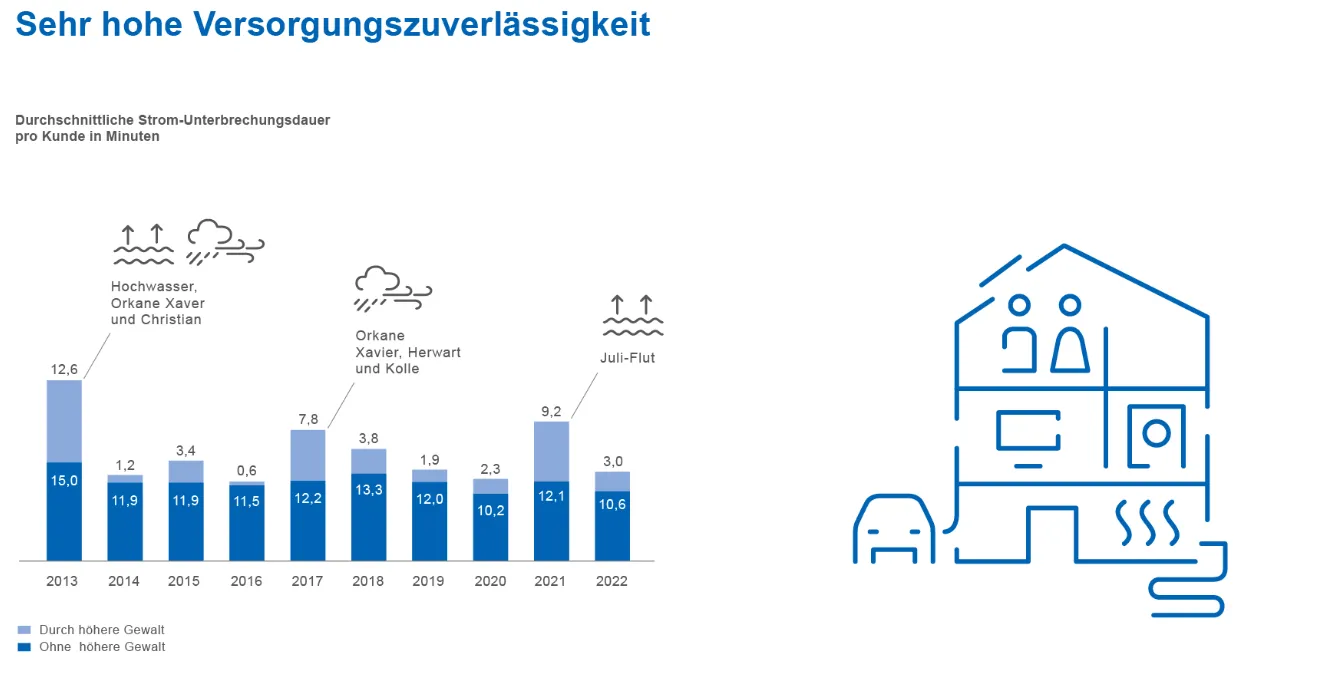 Sehr hohe Versorgungszuverlässigkeit
Durchschnittliche Strom-Unterbrechungsdauer
pro Kunde in Minuten
Hochwasser,
Orkane Xaver
und Christian
Orkane
Xavier, Herwart
und Kolle
Juli-Flut
12,6
1,2
3,4
0,6
7,8
3,8
1,9
2,3
9,2
3,0
15,0
11,9
11,9
11,5
12,2
13,3
12,0
10,2
12,1
10,6
2013
2014
2015
2016
2017
2018
2019
2020
2021
2022
Durch höhere Gewalt
Ohne höhere Gewalt